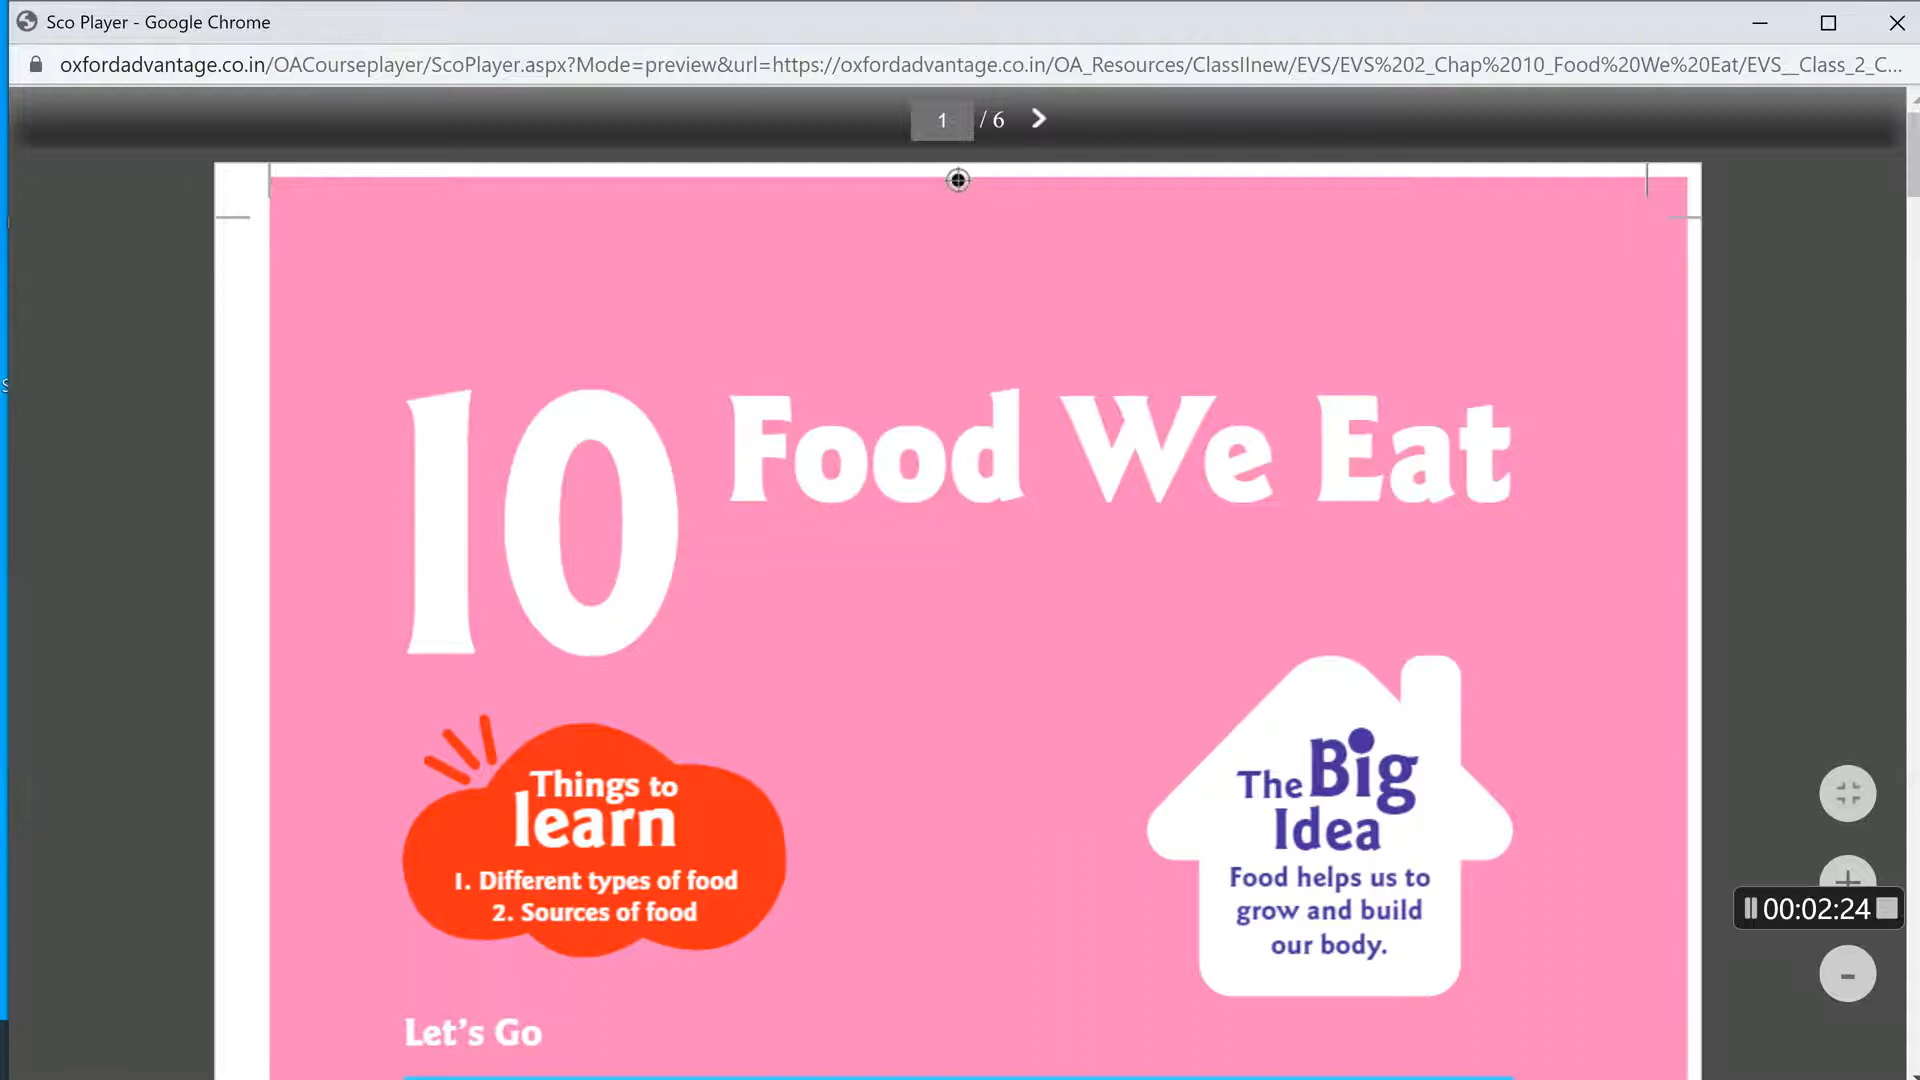 Sco Player - Google Chrome
oxfordadvantage.co.in/OACourseplayer/ScoPlayer.aspx?Mode=preview&url=https://oxfordadvantage.co.in/OA_Resources/ClassIInew/EVS/EVS%202_Chap%2010_Food%20We%20Eat/EVS__Class_2_C...
1 / 6
10 Food We Eat
Things to
learn
1. Different types of food
2. Sources of food
The Big
Idea
Food helps us to
grow and build
our body.
00:02:24
Let's Go